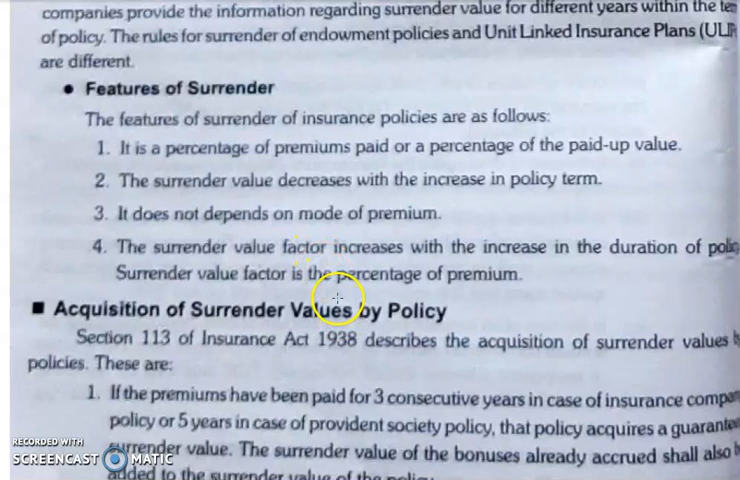 companies provide the information regarding surrender value for different years within the
of policy. The rules for surrender of endowment policies and Unit Linked Insurance Plans
are different.
• Features of Surrender
The features of surrender of insurance policies are as follows:
1. It is a percentage of premiums paid or a percentage of the paid-up value.
2. The surrender value decreases with the increase in policy term.
3. It does not depends on mode of premium.
4. The surrender value factor increases with the increase in the duration of
Surrender value factor is the percentage of premium.
■ Acquisition of Surrender Values by Policy
Section 113 of Insurance Act 1938 describes the acquisition of surrender values
policies. These are:
1. If the premiums have been paid for 3 consecutive years in case of insurance
policy or 5 years in case of provident society policy, that policy acquires a
surrender value. The surrender value of the bonuses already accrued shall also
added to the surrender value of the policy.
RECORDED WITH
SCREENCAST MATIC